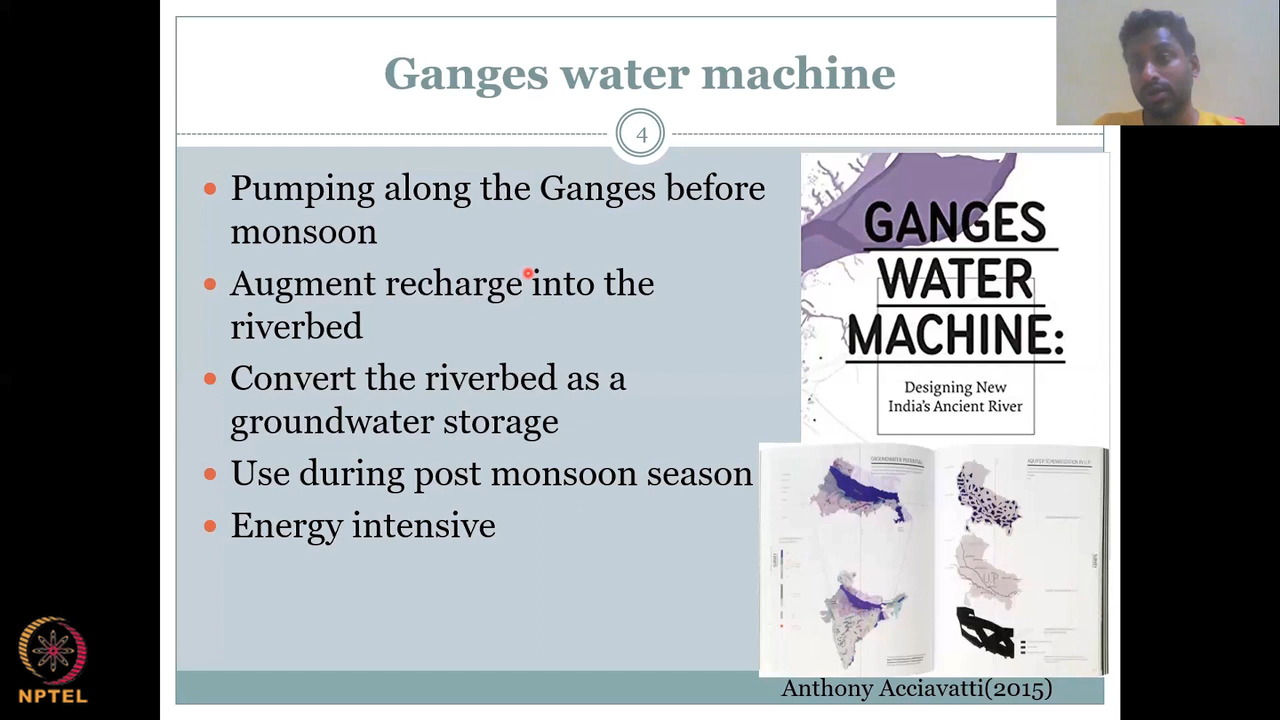 Ganges water machine
4
• Pumping along the Ganges before
monsoon
• Augment recharge into the
riverbed
• Convert the riverbed as a
groundwater storage
• Use during post monsoon season
• Energy intensive
GANGES
WATER
MACHINE:
Designing New
India's Ancient River
U.P
Anthony Acciavatti(2015)
NPTEL